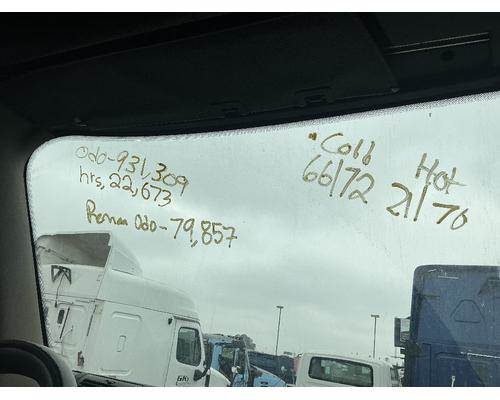 Odo-931,309
hrs, 22,673
Reman Odo-79,857
"Cold
66/72
Hot
21/70